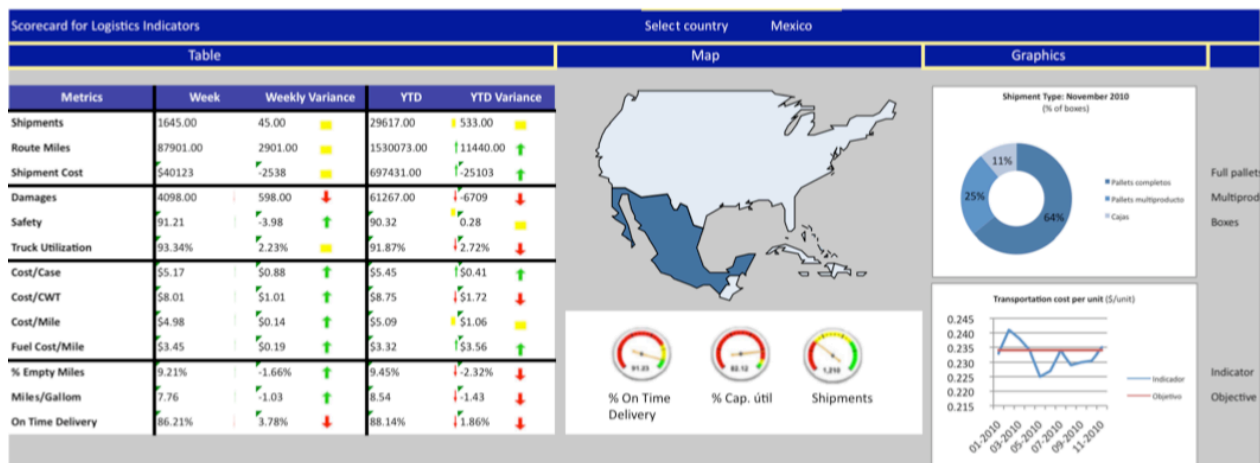 Scorecard for Logistics Indicators Select country Mexico
Table Map Graphics
Metrics Week Weekly Variance YTD YTD Variance
Shipments 1645.00 45.00 29617.00 533.00
Route Miles 87901.00 2901.00 1530073.00 11440.00
Shipment Cost $40123 -2538 697431.00 -25103
Damages 4098.00 598.00 61267.00 -6709
Safety 91.21 -3.98 90.32 0.28
Truck Utilization 93.34% 2.23% 91.87% 2.72%
Cost/Case $5.17 $0.88 $5.45 $0.41
Cost/CWT $8.01 $1.01 $8.75 $1.72
Cost/Mile $4.98 $0.14 $5.09 $1.06
Fuel Cost/Mile $3.45 $0.19 $3.32 $3.56
% Empty Miles 9.21% -1.66% 9.45% -2.32%
Miles/Gallom 7.76 -1.03 8.54 -1.43
On Time Delivery 86.21% 3.78% 88.14% 1.86%
91.23 82.12 1,210
% On Time Delivery
% Cap. útil
Shipments
Shipment Type: November 2010
(% of boxes)
11%
25%
64%
Pallets completos
Pallets multiproducto
Cajas
Full pallets
Multiprod
Boxes
Transportation cost per unit ($/unit)
0.245
0.240
0.235
0.230
0.225
0.220
0.215
01-2010 03-2010 05-2010 07-2010 09-2010 11-2010
Indicador
Objetivo
Indicator
Objective